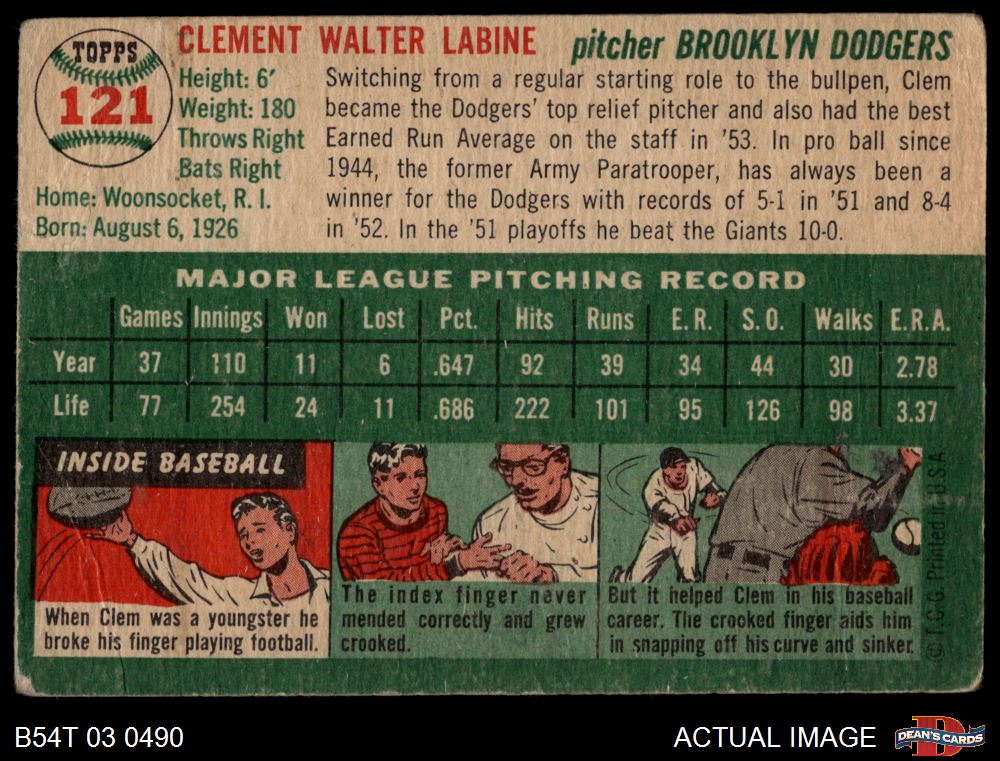 TOPPS
121
CLEMENT WALTER LABINE pitcher BROOKLYN DODGERS
Height: 6'
Weight: 180
Throws Right
Bats Right
Home: Woonsocket, R. I.
Born: August 6, 1926
Switching from a regular starting role to the bullpen, Clem
became the Dodgers' top relief pitcher and also had the best
Earned Run Average on the staff in '53. In pro ball since
1944, the former Army Paratrooper, has always been a
winner for the Dodgers with records of 5-1 in '51 and 8-4
in '52. In the '51 playoffs he beat the Giants 10-0.
MAJOR LEAGUE PITCHING RECORD
Games Innings Won Lost Pct. Hits Runs E. R. S. O. Walks E. R. A.
Year 37 110 11 6 .647 92 39 34 44 30 2.78
Life 77 254 24 11 .686 222 101 95 126 98 3.37
INSIDE BASEBALL
When Clem was a youngster he
broke his finger playing football.
The index finger never
mended correctly and grew
crooked.
But it helped Clem in his baseball
career. The crooked finger aids him
in snapping off his curve and sinker.
© T.C.G. Printed in U.S.A.
B54T 03 0490
ACTUAL IMAGE
DEAN'S CARDS